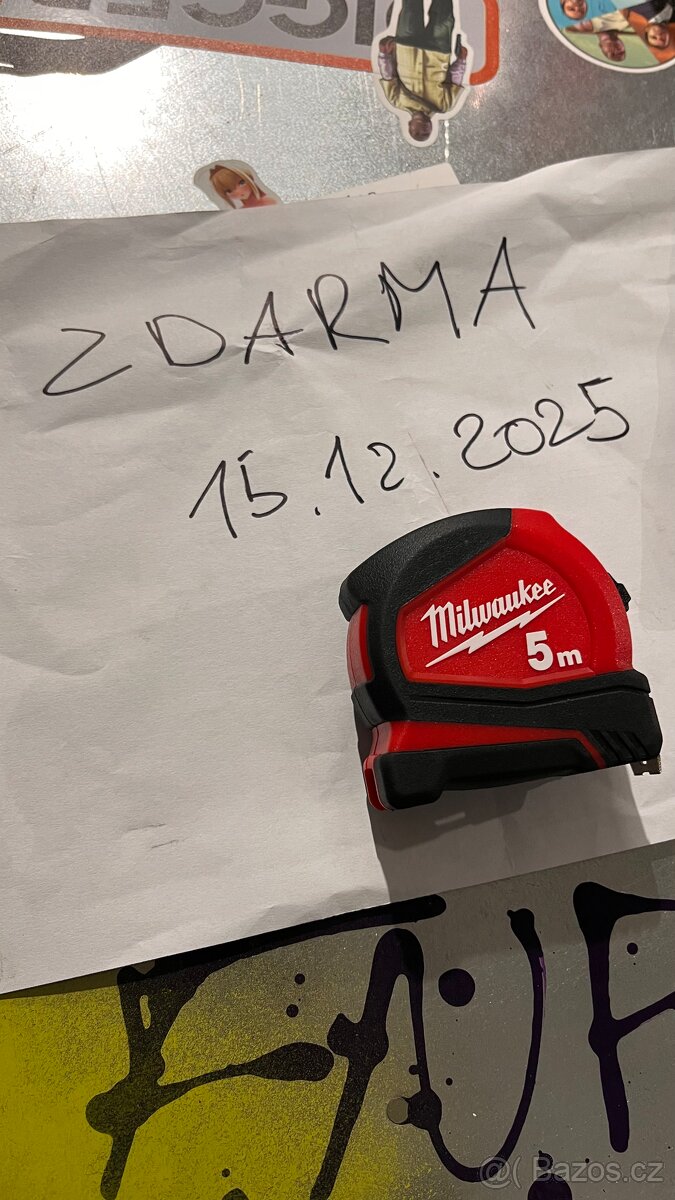 ZDARMA
15.12.2025
Milwaukee
5m
@( Bazos.cz